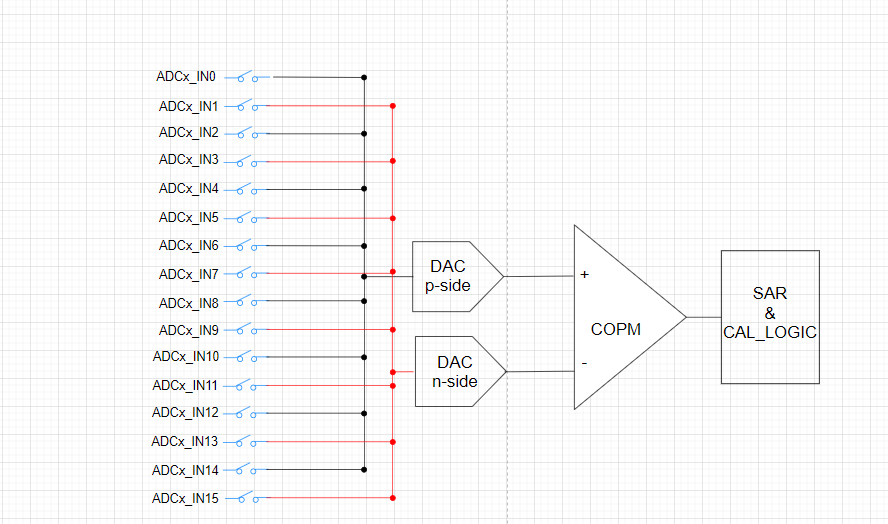 ADCx_IN0
ADCx_IN1
ADCx_IN2
ADCx_IN3
ADCx_IN4
ADCx_IN5
ADCx_IN6
ADCx_IN7
ADCx_IN8
ADCx_IN9
ADCx_IN10
ADCx_IN11
ADCx_IN12
ADCx_IN13
ADCx_IN14
ADCx_IN15
DAC
p-side
DAC
n-side
+
COPM
-
SAR
&
CAL_LOGIC